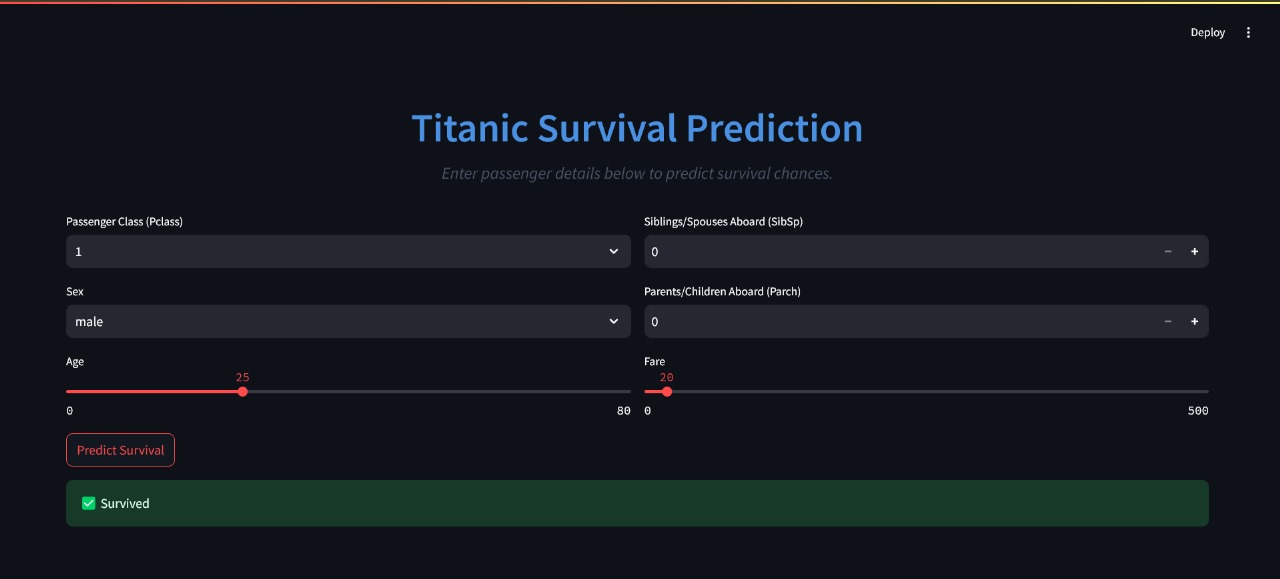 Deploy
Titanic Survival Prediction
Enter passenger details below to predict survival chances.
Passenger Class (Pclass)
1
Siblings/Spouses Aboard (SibSp)
0
Sex
male
Parents/Children Aboard (Parch)
0
Age
25
0 80
Fare
20
0 500
Predict Survival
✅ Survived